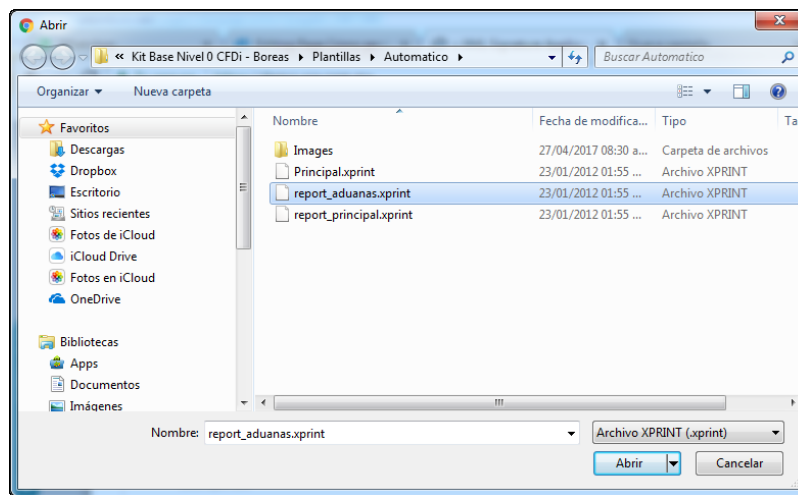 Abrir
« Kit Base Nivel 0 CFDi - Boreas Plantillas Automatico
Buscar Automatico
Organizar Nueva carpeta
Nombre Fecha de modifica... Tipo Ta
Favoritos
Descargas
Dropbox
Escritorio
Sitios recientes
Fotos de iCloud
iCloud Drive
Fotos en iCloud
OneDrive
Bibliotecas
Apps
Documentos
Imágenes
Images 27/04/2017 08:30 a... Carpeta de archivos
Principal.xprint 23/01/2012 01:55 ... Archivo XPRINT
report_aduanas.xprint 23/01/2012 01:55 ... Archivo XPRINT
report_principal.xprint 23/01/2012 01:55 ... Archivo XPRINT
Nombre: report_aduanas.xprint Archivo XPRINT (.xprint)
Abrir Cancelar